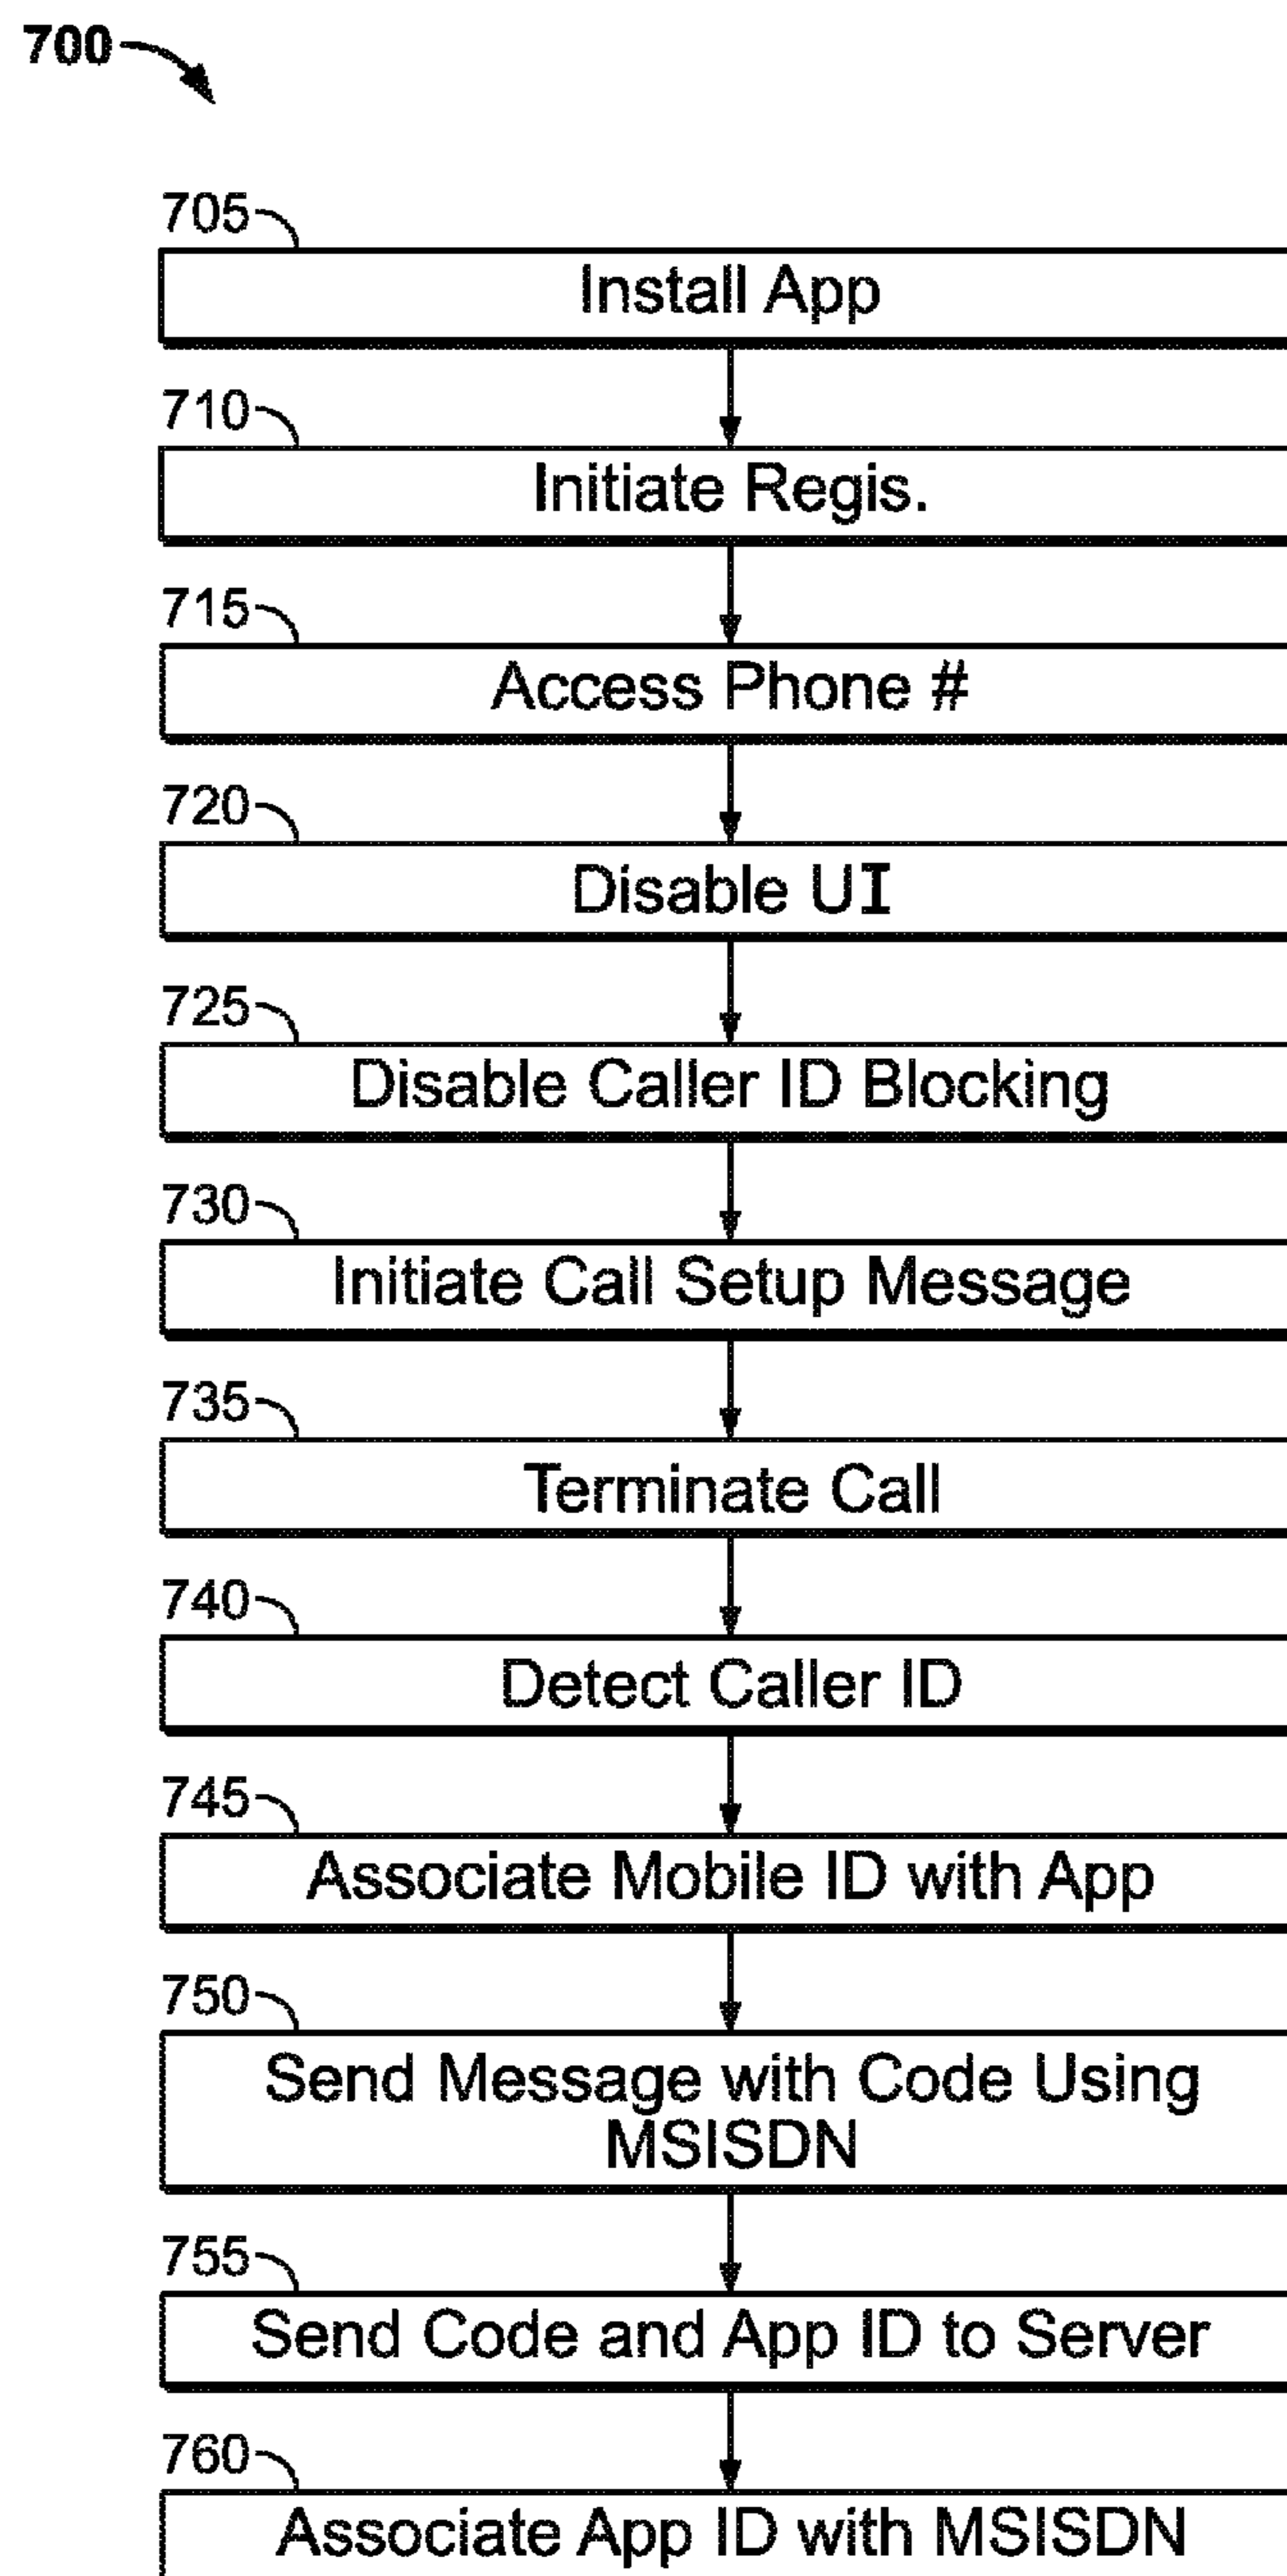 700
705
Install App
710
Initiate Regis.
715
Access Phone #
720
Disable UI
725
Disable Caller ID Blocking
730
Initiate Call Setup Message
735
Terminate Call
740
Detect Caller ID
745
Associate Mobile ID with App
750
Send Message with Code Using
MSISDN
755
Send Code and App ID to Server
760
Associate App ID with MSISDN